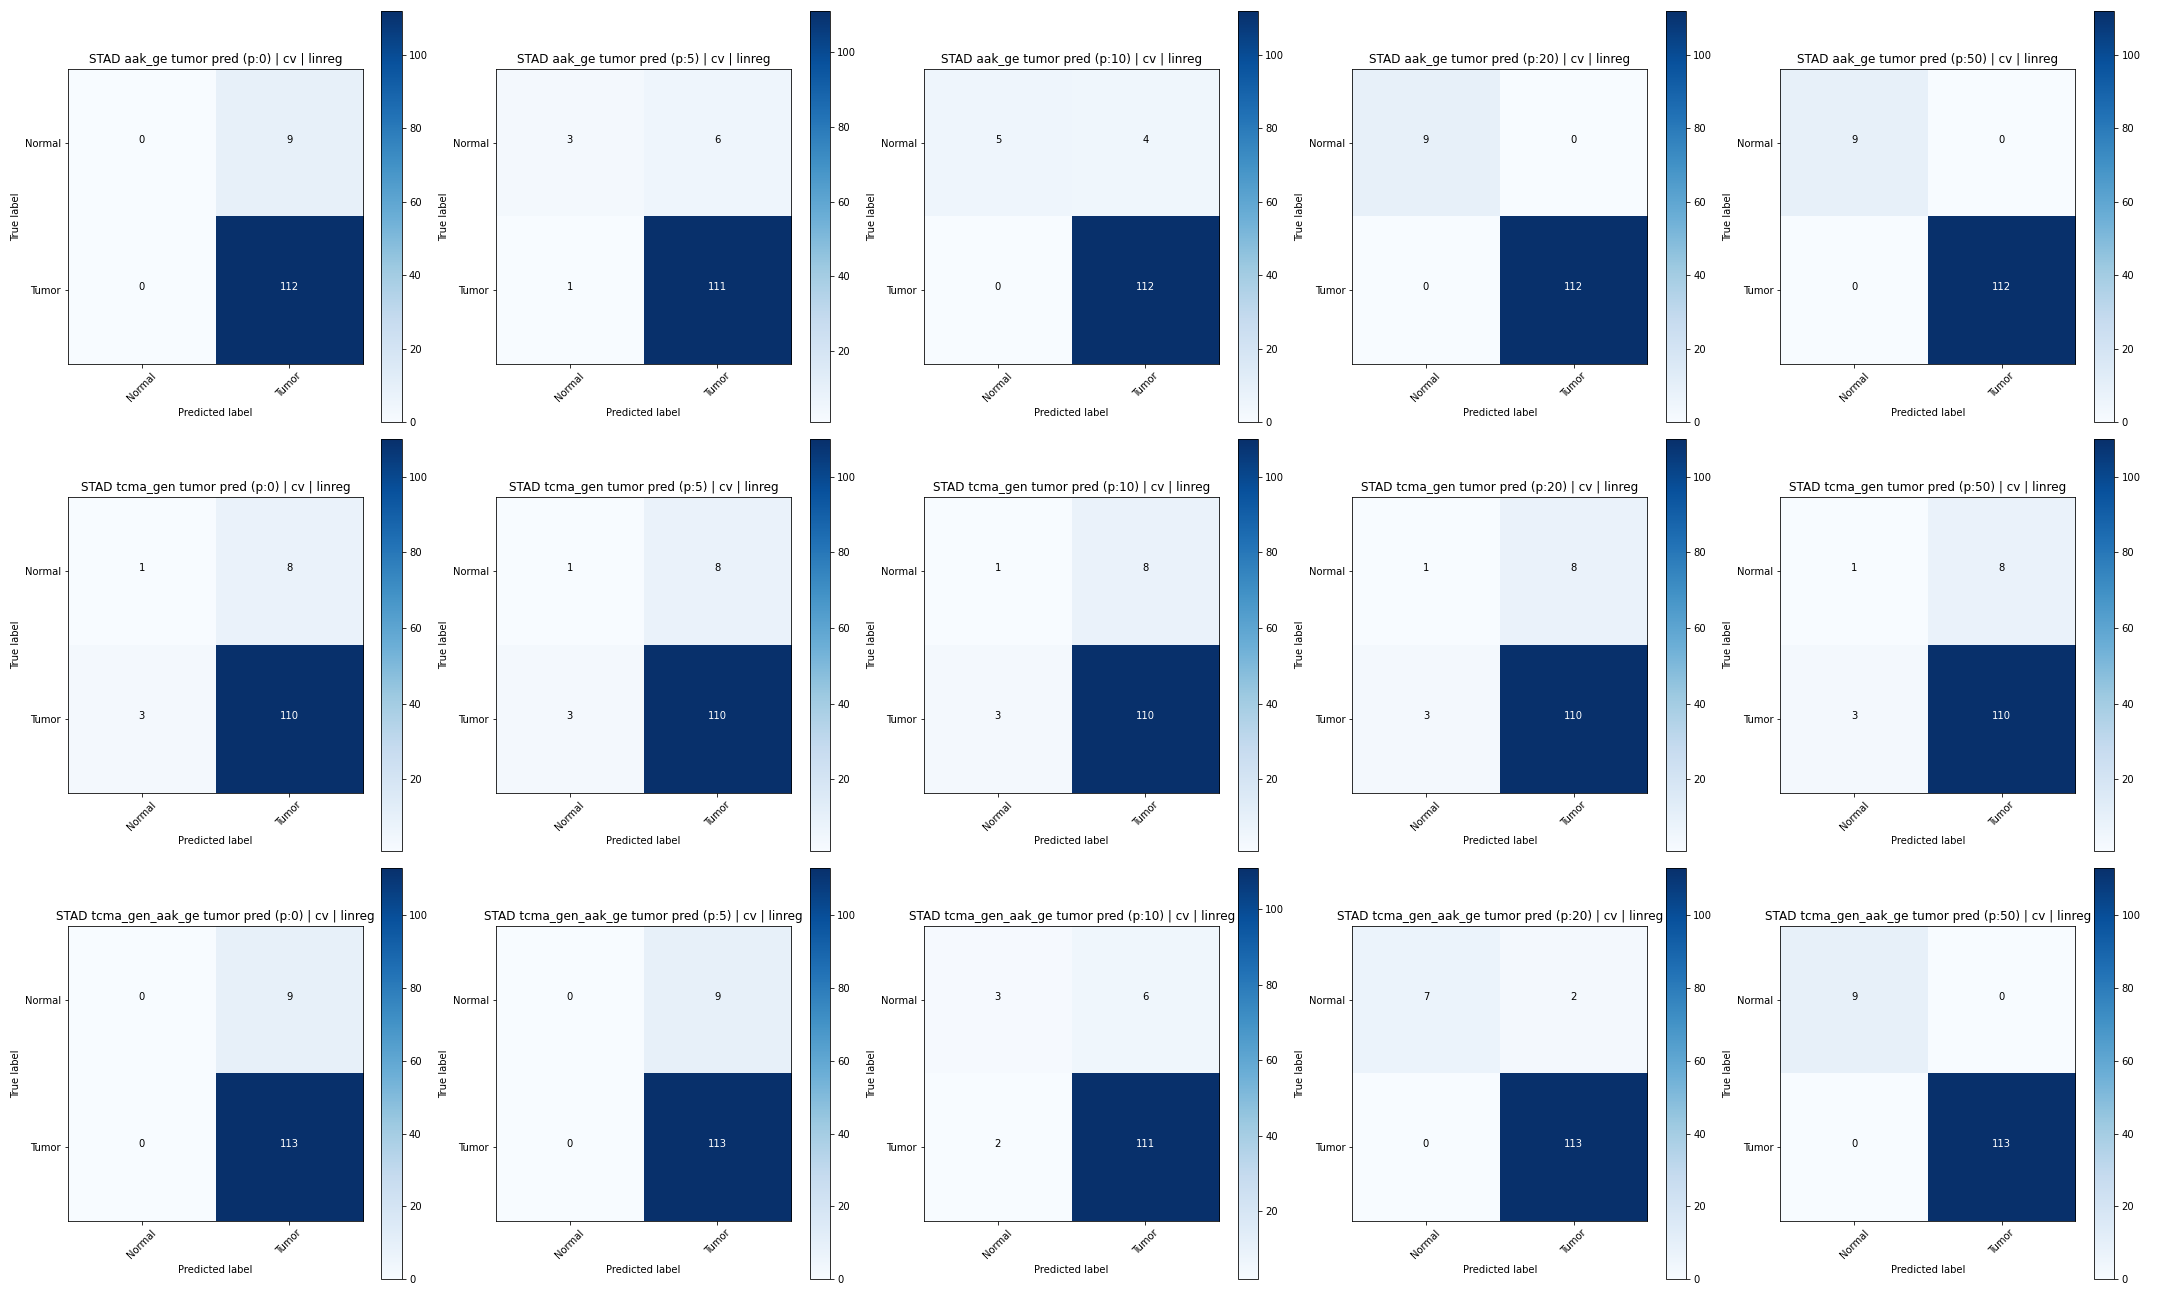 STAD aak_ge tumor pred (p:0) | cv | linreg
Normal
Tumor
True label
0 9
0 112
Normal Tumor
Predicted label
100
80
60
40
20
0
STAD aak_ge tumor pred (p:5) | cv | linreg
Normal
Tumor
True label
3 6
1 111
Normal Tumor
Predicted label
100
80
60
40
20
STAD aak_ge tumor pred (p:10) | cv | linreg
Normal
Tumor
True label
5 4
0 112
Normal Tumor
Predicted label
100
80
60
40
20
0
STAD aak_ge tumor pred (p:20) | cv | linreg
Normal
Tumor
True label
9 0
0 112
Normal Tumor
Predicted label
100
80
60
40
20
0
STAD aak_ge tumor pred (p:50) | cv | linreg
Normal
Tumor
True label
9 0
0 112
Normal Tumor
Predicted label
100
80
60
40
20
0
STAD tcma_gen tumor pred (p:0) | cv | linreg
Normal
Tumor
True label
1 8
3 110
Normal Tumor
Predicted label
100
80
60
40
20
STAD tcma_gen tumor pred (p:5) | cv | linreg
Normal
Tumor
True label
1 8
3 110
Normal Tumor
Predicted label
100
80
60
40
20
STAD tcma_gen tumor pred (p:10) | cv | linreg
Normal
Tumor
True label
1 8
3 110
Normal Tumor
Predicted label
100
80
60
40
20
STAD tcma_gen tumor pred (p:20) | cv | linreg
Normal
Tumor
True label
1 8
3 110
Normal Tumor
Predicted label
100
80
60
40
20
STAD tcma_gen tumor pred (p:50) | cv | linreg
Normal
Tumor
True label
1 8
3 110
Normal Tumor
Predicted label
100
80
60
40
20
STAD tcma_gen_aak_ge tumor pred (p:0) | cv | linreg
Normal
Tumor
True label
0 9
0 113
Normal Tumor
Predicted label
100
80
60
40
20
0
STAD tcma_gen_aak_ge tumor pred (p:5) | cv | linreg
Normal
Tumor
True label
0 9
0 113
Normal Tumor
Predicted label
100
80
60
40
20
0
STAD tcma_gen_aak_ge tumor pred (p:10) | cv | linreg
Normal
Tumor
True label
3 6
2 111
Normal Tumor
Predicted label
100
80
60
40
20
STAD tcma_gen_aak_ge tumor pred (p:20) | cv | linreg
Normal
Tumor
True label
7 2
0 113
Normal Tumor
Predicted label
100
80
60
40
20
0
STAD tcma_gen_aak_ge tumor pred (p:50) | cv | linreg
Normal
Tumor
True label
9 0
0 113
Normal Tumor
Predicted label
100
80
60
40
20
0